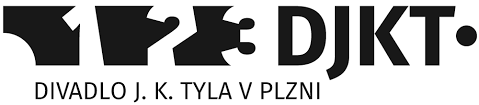 DJKT
DIVADLO J. K. TYLA V PLZNI